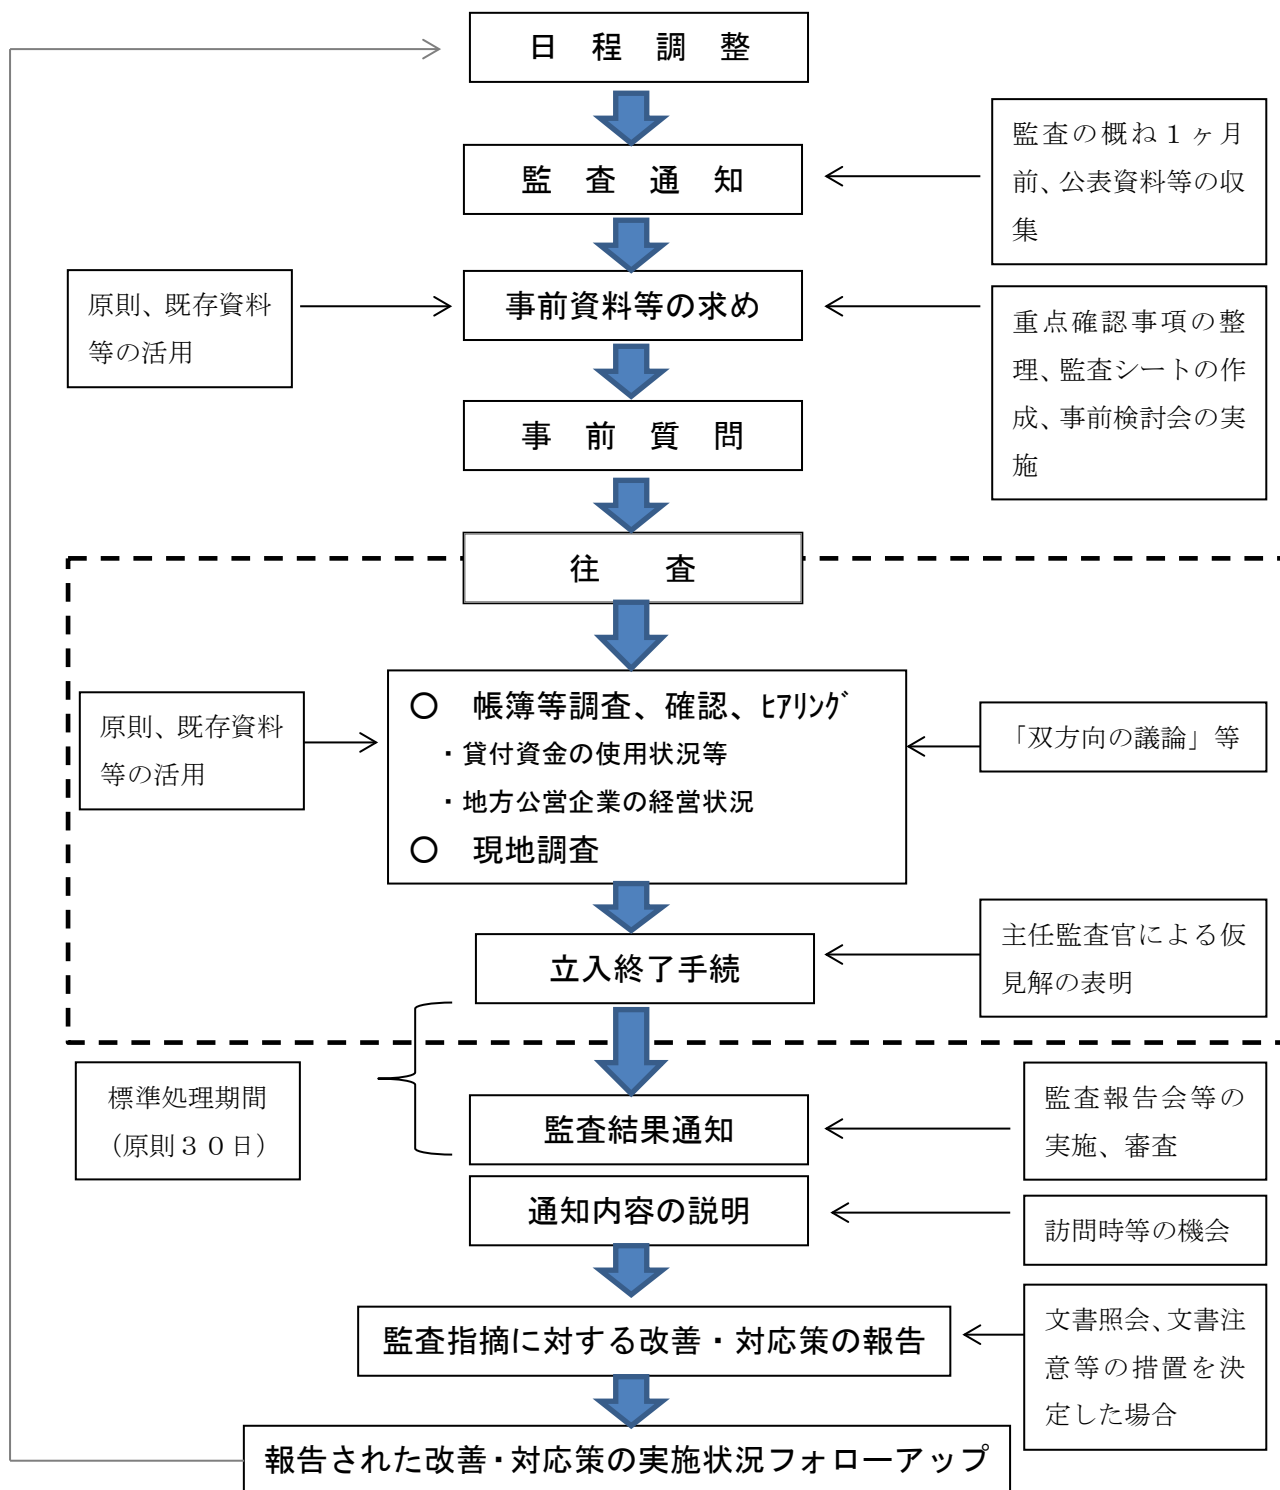 日　程　調　整
監　査　通　知
監査の概ね１ヶ月
前、公表資料等の収
集
原則、既存資料
等の活用
事前資料等の求め
重点確認事項の整
理、監査シートの作
成、事前検討会の実
施
事　前　質　問
往　　査
原則、既存資料
等の活用
○　帳簿等調査、確認、ﾋｱﾘﾝｸﾞ
・貸付資金の使用状況等
・地方公営企業の経営状況
○　現地調査
「双方向の議論」等
立入終了手続
主任監査官による仮
見解の表明
標準処理期間
（原則３０日）
監査結果通知
監査報告会等の
実施、審査
通知内容の説明
訪問時等の機会
監査指摘に対する改善・対応策の報告
文書照会、文書注
意等の措置を決
定した場合
報告された改善・対応策の実施状況フォローアップ